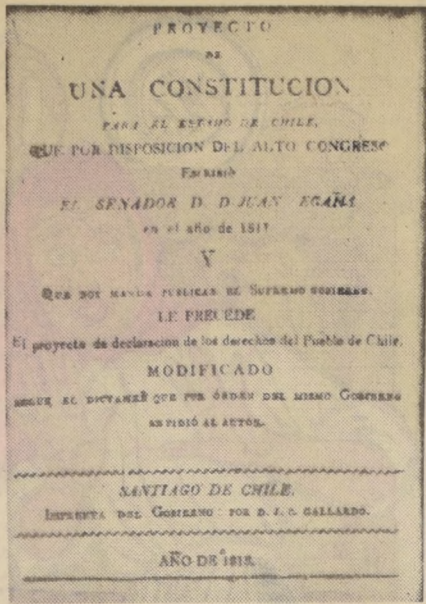 PROYECTO
DE
UNA CONSTITUCION
PARA EL ESTADO DE CHILE,
QUE POR DISPOSICION DEL ALTO CONGRESO
ESCRIBIÓ
EL SENADOR D. D. JUAN EGAÑA
en el año de 1811
Y
QUE HOY MANDA PUBLICAR EL SUPREMO GOBIERNO.
LE PRECEDE
El proyecto de declaracion de los derechos del Pueblo de Chile,
MODIFICADO
SEGUN EL DICTAMEN QUE POR ÓRDEN DEL MISMO GOBIERNO
SE PIDIÓ AL AUTOR.
SANTIAGO DE CHILE.
IMPRENTA DEL GOBIERNO: POR D. J. C. GALLARDO.
AÑO DE 1813.